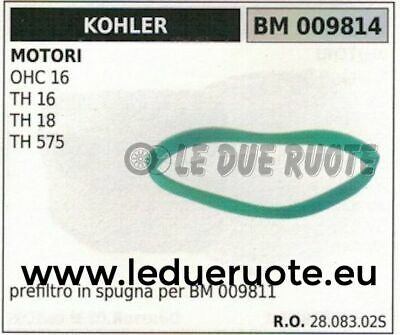 KOHLER
BM 009814
MOTORI
OHC 16
TH 16
TH 18
TH 575
LE DUE RUOTE
www.ledueruote.eu
prefiltro in spugna per BM 009811
R.O. 28.083.02S